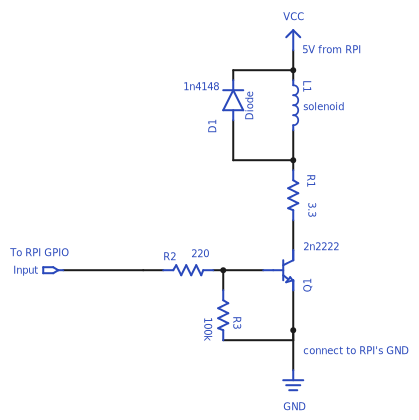 VCC
5V from RPI
1n4148
Diode
D1
L1
solenoid
R1
3.3
To RPI GPIO
Input
R2
220
2n2222
Q1
R3
100k
connect to RPI's GND
GND